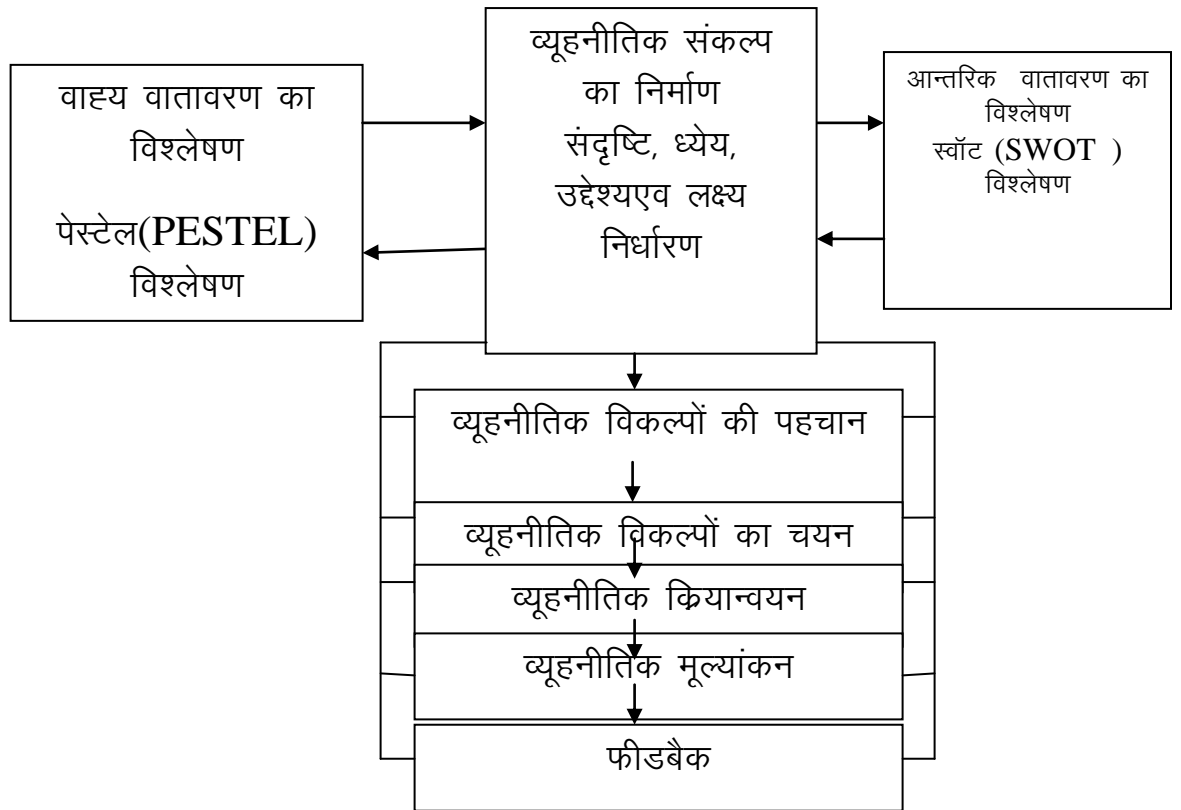 वाह्य वातावरण का
विश्लेषण
पेस्टेल(PESTEL)
विश्लेषण
व्यूहनीतिक संकल्प
का निर्माण
संदृष्टि, ध्येय,
उद्देश्यएव लक्ष्य
निर्धारण
आन्तरिक वातावरण का
विश्लेषण
स्वॉट (SWOT )
विश्लेषण
व्यूहनीतिक विकल्पों की पहचान
व्यूहनीतिक विकल्पों का चयन
व्यूहनीतिक क्रियान्वयन
व्यूहनीतिक मूल्यांकन
फीडबैक